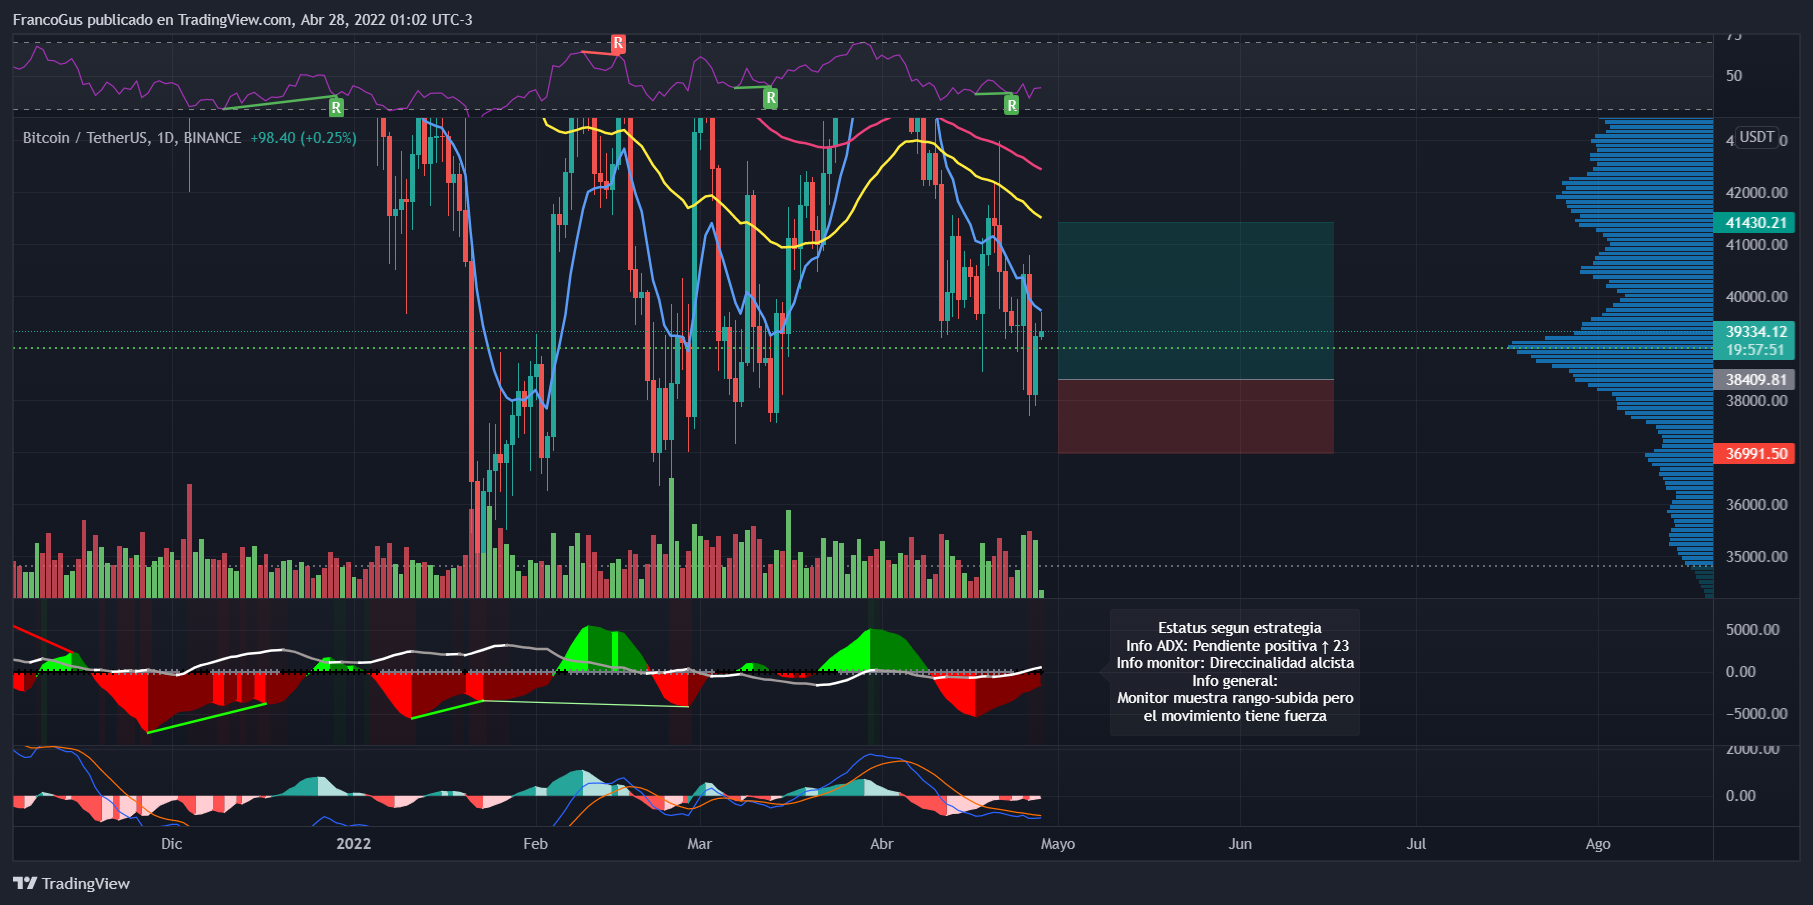 FrancoGus publicado en TradingView.com, Abr 28, 2022 01:02 UTC-3
R
R
R
R
50
Bitcoin / TetherUS, 1D, BINANCE +98.40 (+0.25%)
USDT
42000.00
41430.21
41000.00
40000.00
39334.12
19:57:51
38409.81
38000.00
36991.50
36000.00
35000.00
Estatus segun estrategia
Info ADX: Pendiente positiva ↑ 23
Info monitor: Direccinalidad alcista
Info general:
Monitor muestra rango-subida pero
el movimiento tiene fuerza
5000.00
0.00
−5000.00
2000.00
0.00
Dic 2022 Feb Mar Abr Mayo Jun Jul Ago
TradingView